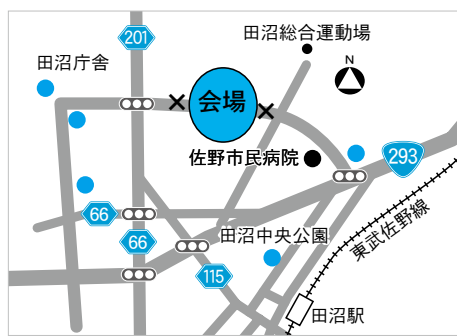 201
田沼総合運動場
田沼庁舎
N
会場
佐野市民病院
293
66
66
田沼中央公園
115
東武佐野線
田沼駅